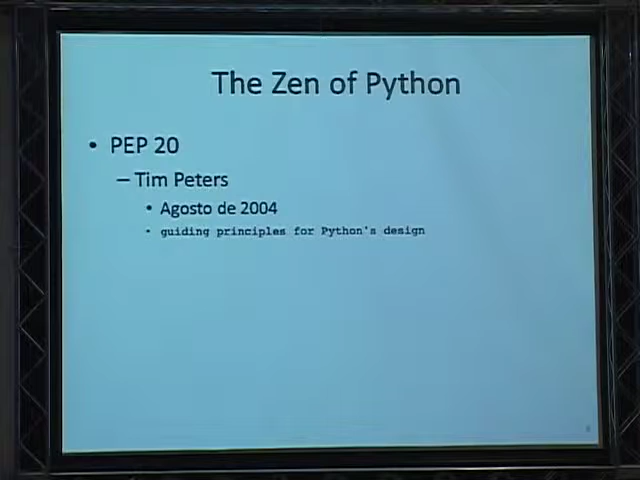 The Zen of Python
• PEP 20
– Tim Peters
• Agosto de 2004
• guiding principles for Python's design